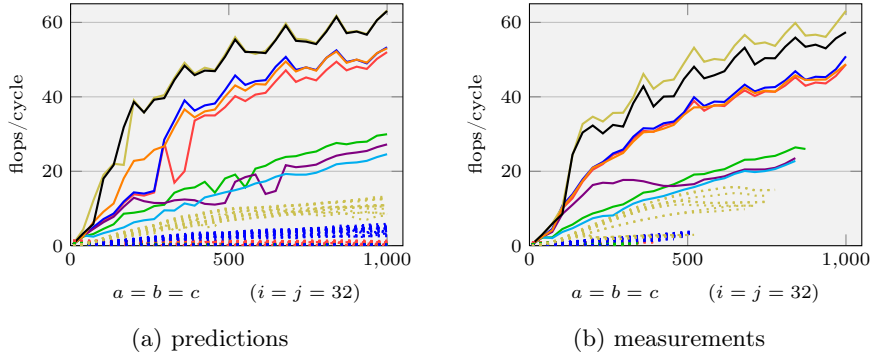 60
40
20
0
flops/cycle
0
500
1,000
a = b = c (i = j = 32)
(a) predictions
60
40
20
0
flops/cycle
0
500
1,000
a = b = c (i = j = 32)
(b) measurements